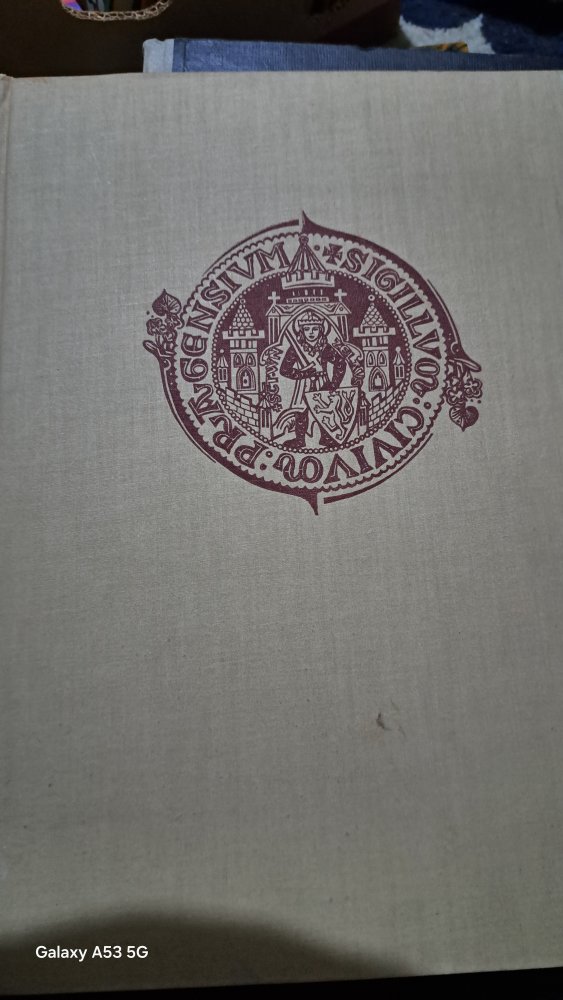 ✠ SIGILLVM : CIVIVM : PRAGENSIVM ·
Galaxy A53 5G